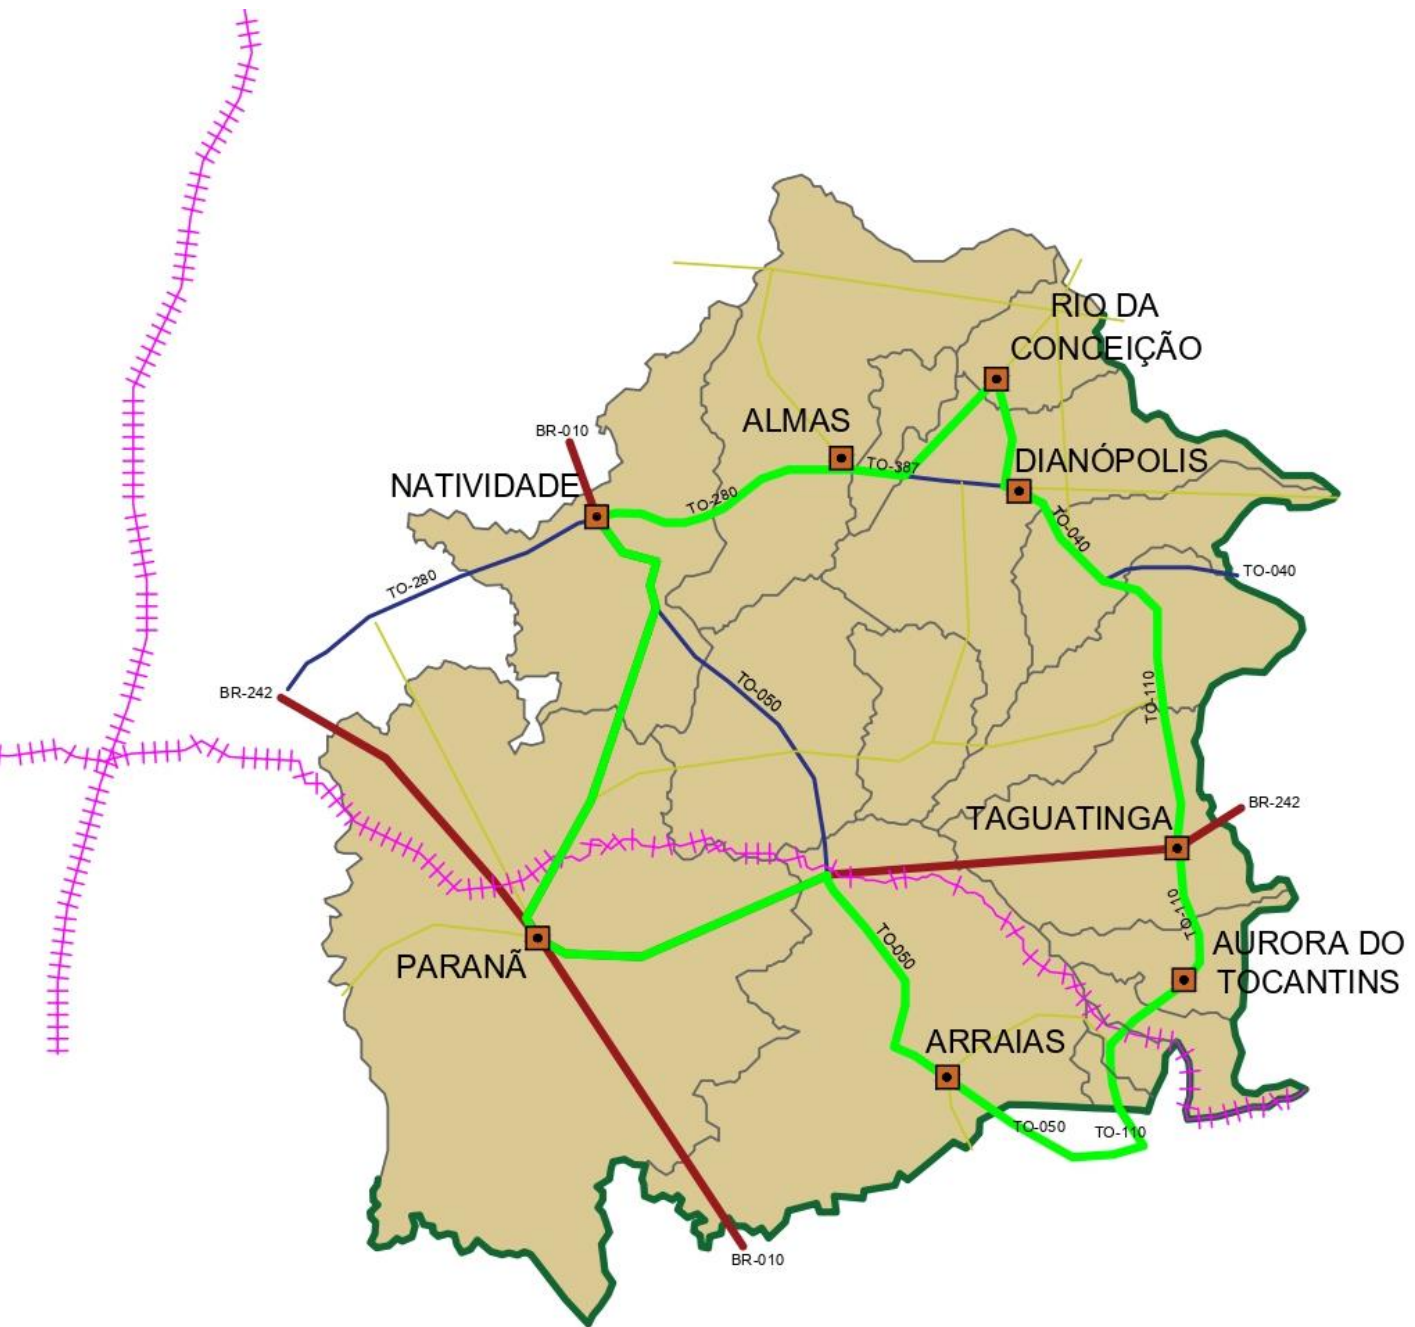 RIO DA
CONCEIÇÃO
ALMAS
BR-010
TO-387
DIANÓPOLIS
NATIVIDADE
TO-280
TO-040
TO-280
TO-040
BR-242
TO-050
TO-110
BR-242
TAGUATINGA
TO-110
AURORA DO
TOCANTINS
TO-050
PARANÃ
ARRAIAS
TO-050
TO-110
BR-010